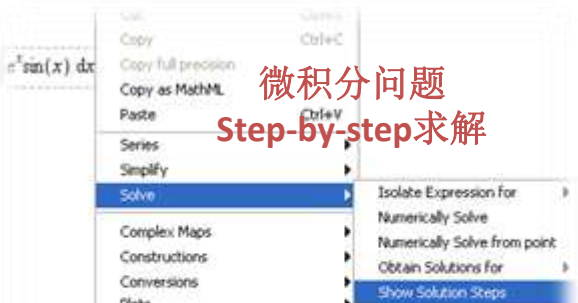 Cut
Copy Ctrl+C
Copy full precision
Copy as MathML
Paste Ctrl+V
Series
Simplify
Solve
Complex Maps
Constructions
Conversions
Plots
eˣsin(x) dx
微积分问题
Step-by-step求解
Isolate Expression for
Numerically Solve
Numerically Solve from point
Obtain Solutions for
Show Solution Steps